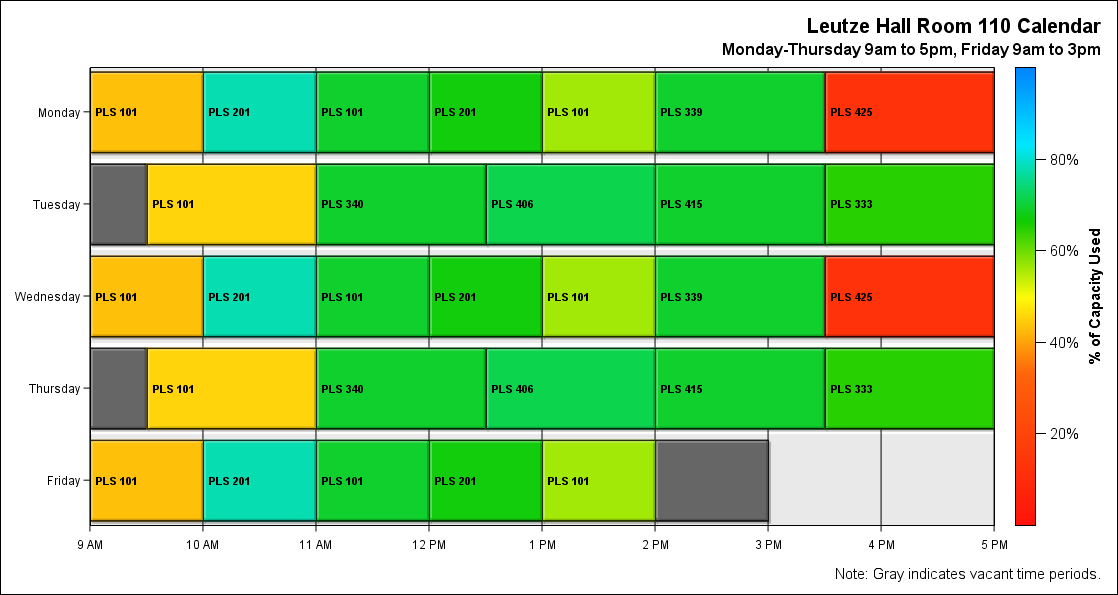 Leutze Hall Room 110 Calendar
Monday-Thursday 9am to 5pm, Friday 9am to 3pm
Monday PLS 101 PLS 201 PLS 101 PLS 201 PLS 101 PLS 339 PLS 425
Tuesday PLS 101 PLS 340 PLS 406 PLS 415 PLS 333
Wednesday PLS 101 PLS 201 PLS 101 PLS 201 PLS 101 PLS 339 PLS 425
Thursday PLS 101 PLS 340 PLS 406 PLS 415 PLS 333
Friday PLS 101 PLS 201 PLS 101 PLS 201 PLS 101
9 AM 10 AM 11 AM 12 PM 1 PM 2 PM 3 PM 4 PM 5 PM
80%
60%
40%
20%
% of Capacity Used
Note: Gray indicates vacant time periods.